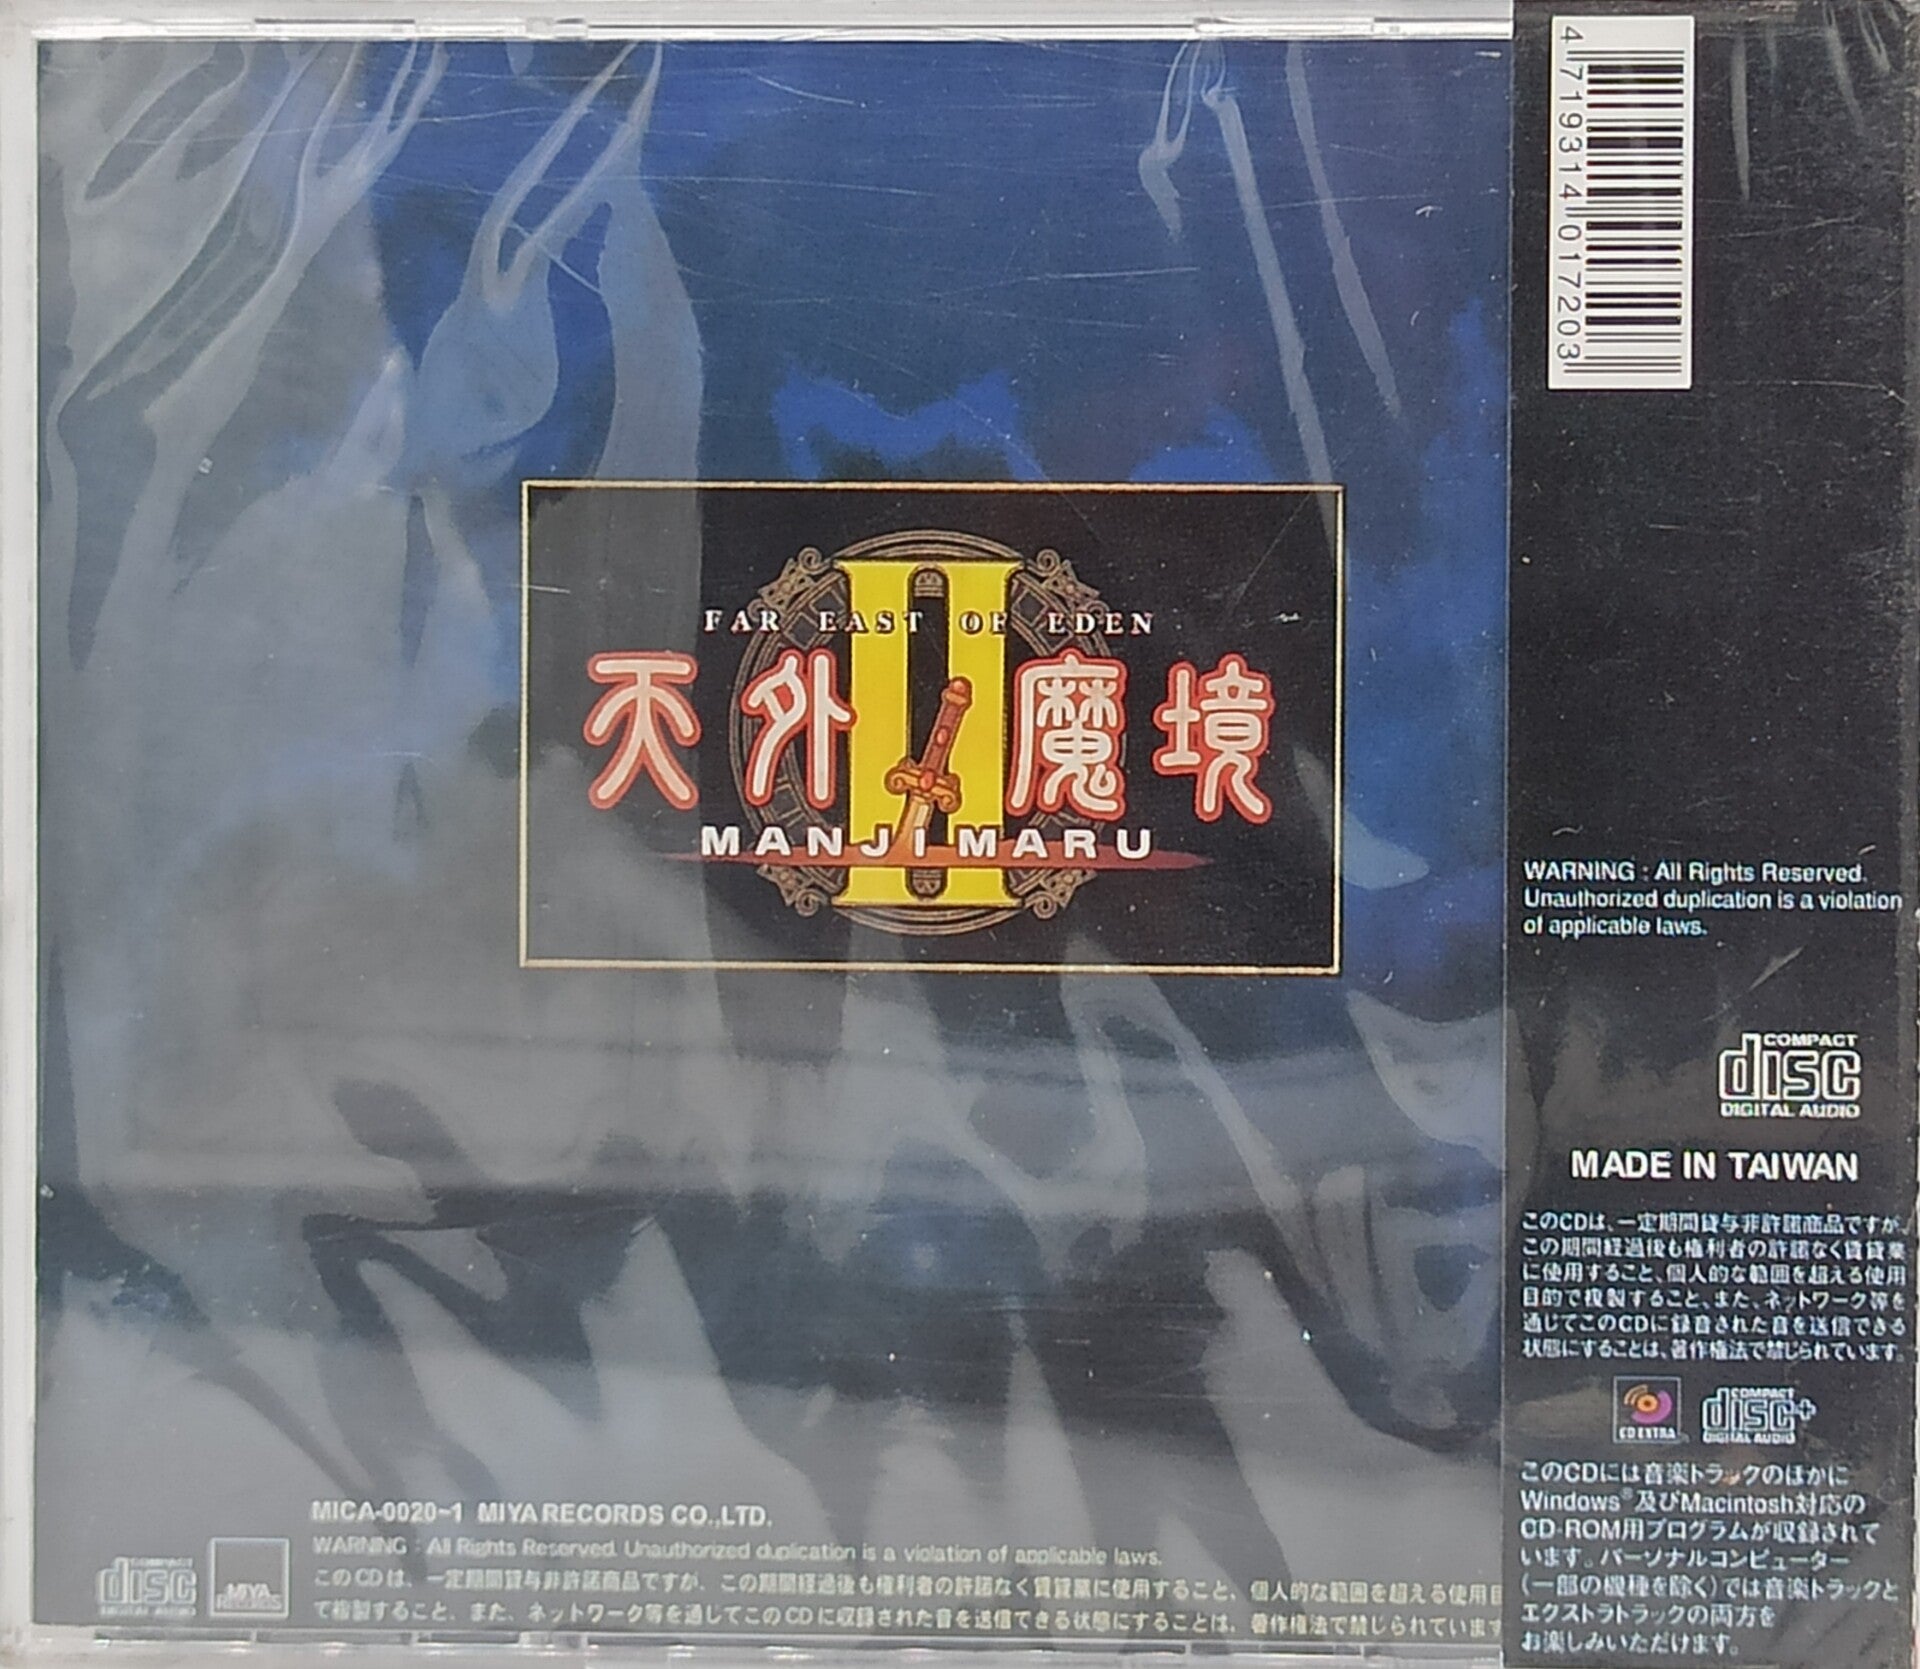 FAR EAST OF EDEN
天外魔境
II
MANJI MARU
MICA-0020~1 MIYA RECORDS CO.,LTD.
WARNING : All Rights Reserved. Unauthorized duplication is a violation of applicable laws.
このCDは、一定期間貸与非許諾商品ですが、この期間経過後も権利者の許諾なく賃貸業に使用すること、個人的な範囲を超える使用目
て複製すること、また、ネットワーク等を通じてこのCDに収録された音を送信できる状態にすることは、著作権法で禁じられています
COMPACT
disc
DIGITAL AUDIO
MIYA
RECORDS
4 719314 017203
WARNING : All Rights Reserved.
Unauthorized duplication is a violation
of applicable laws.
COMPACT
disc
DIGITAL AUDIO
MADE IN TAIWAN
このCDは、一定期間貸与非許諾商品ですが、
この期間経過後も権利者の許諾なく賃貸業
に使用すること、個人的な範囲を超える使用
目的で複製すること、また、ネットワーク等を
通じてこのCDに録音された音を送信できる
状態にすることは、著作権法で禁じられています。
CD EXTRA
COMPACT
disc+
DIGITAL AUDIO
このCDには音楽トラックのほかに
Windows®及びMacintosh対応の
CD-ROM用プログラムが収録されて
います。パーソナルコンピューター
(一部の機種を除く)では音楽トラックと
エクストラトラックの両方を
お楽しみいただけます。